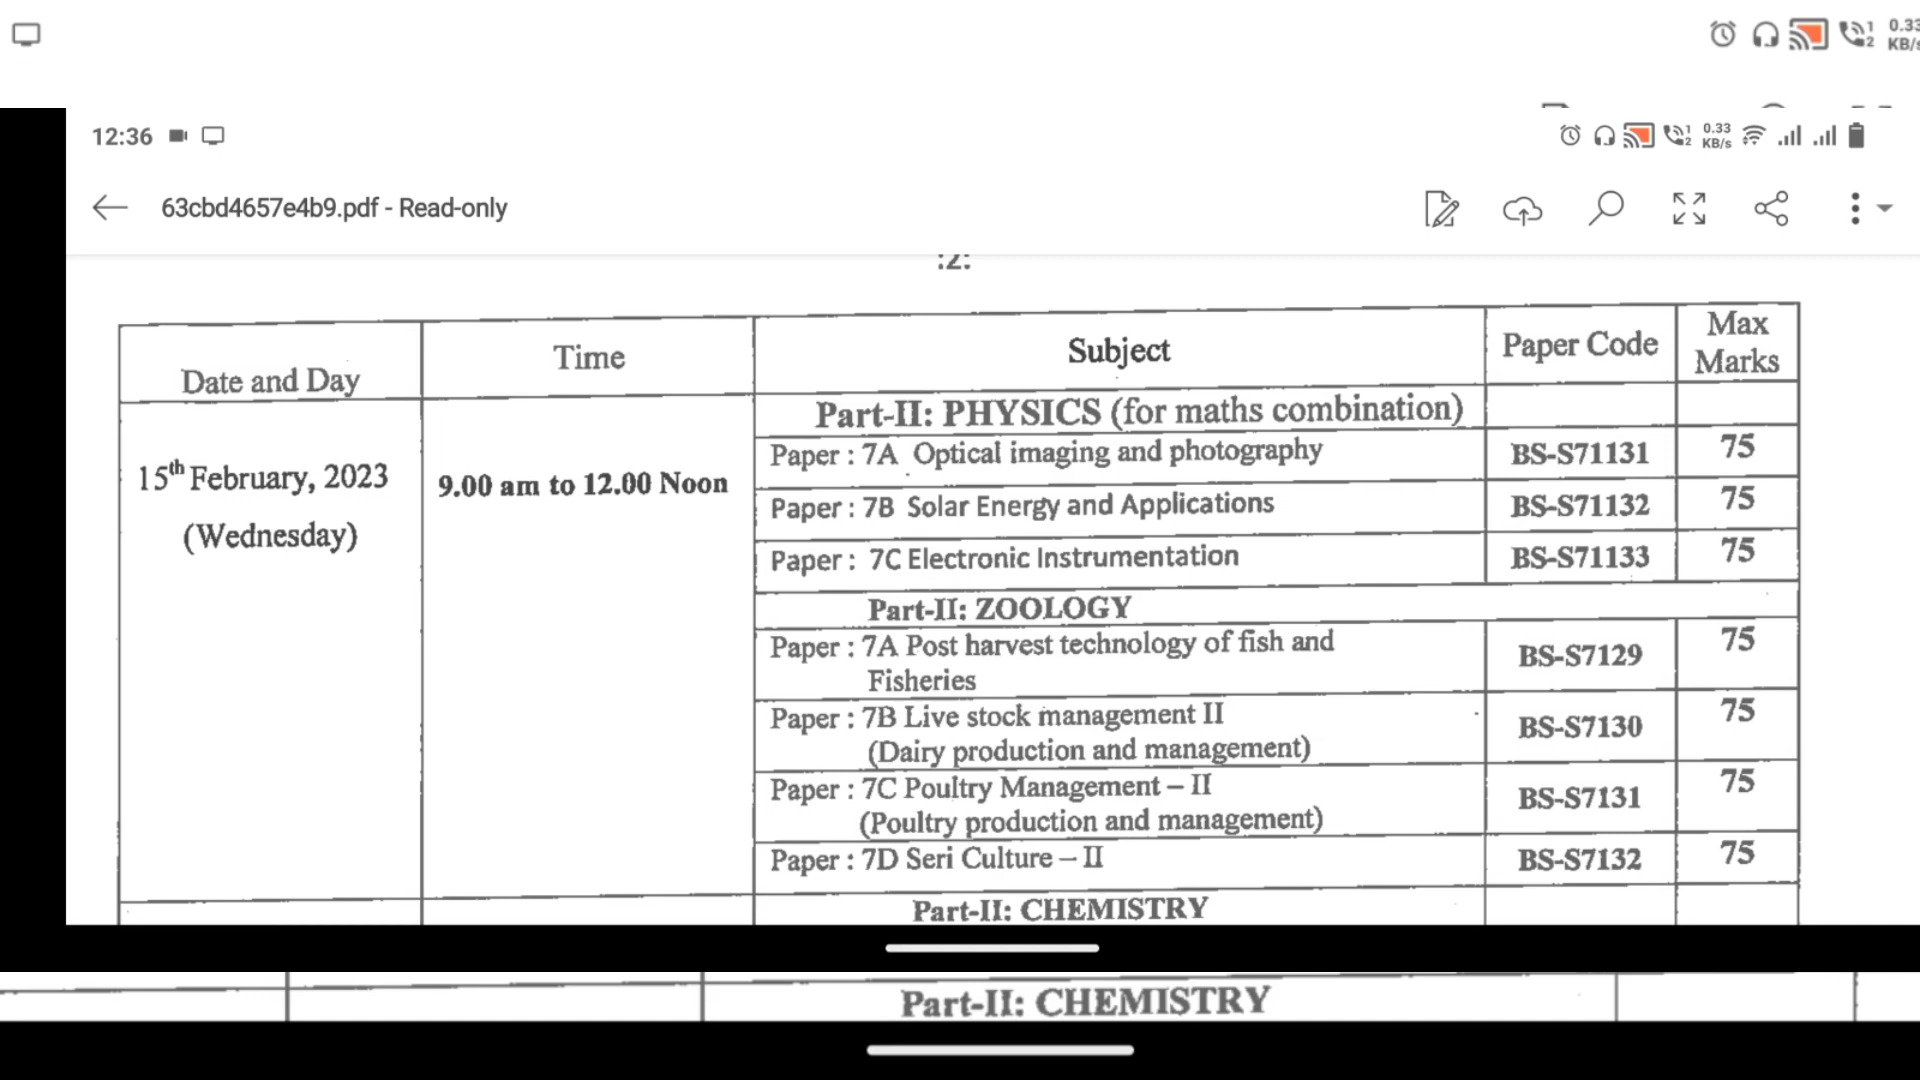 0.33
KB/s
12:36
0.33
KB/s
63cbd4657e4b9.pdf - Read-only
:2:
Date and Day
Time
Subject
Paper Code
Max
Marks
15th February, 2023
(Wednesday)
9.00 am to 12.00 Noon
Part-II: PHYSICS (for maths combination)
Paper : 7A Optical imaging and photography
BS-S71131
75
Paper : 7B Solar Energy and Applications
BS-S71132
75
Paper : 7C Electronic Instrumentation
BS-S71133
75
Part-II: ZOOLOGY
Paper : 7A Post harvest technology of fish and
Fisheries
BS-S7129
75
Paper : 7B Live stock management II
(Dairy production and management)
BS-S7130
75
Paper : 7C Poultry Management – II
(Poultry production and management)
BS-S7131
75
Paper : 7D Seri Culture – II
BS-S7132
75
Part-II: CHEMISTRY
Part-II: CHEMISTRY